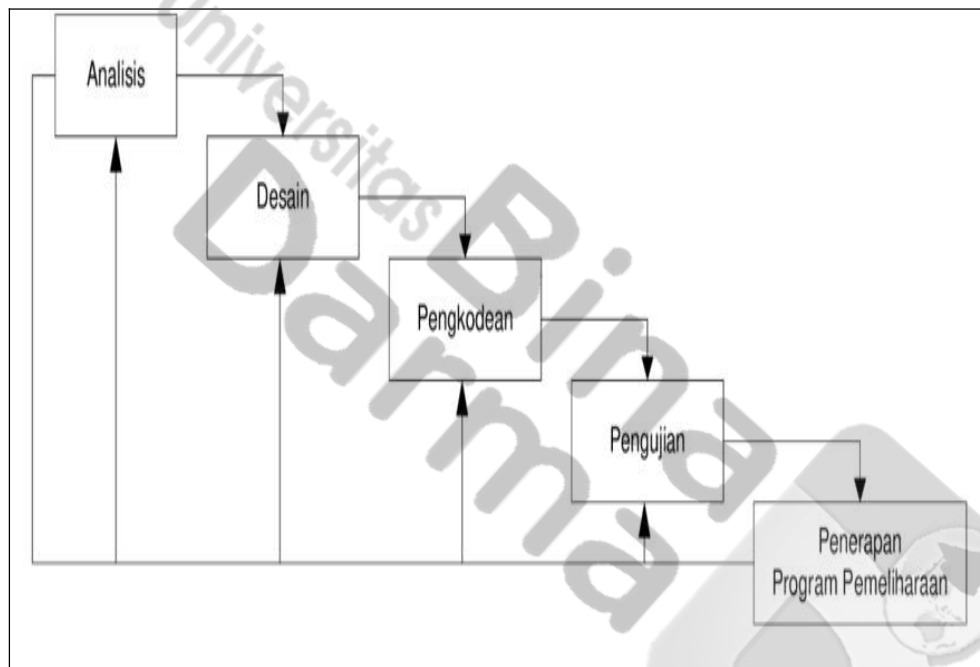 Analisis
Desain
Pengkodean
Pengujian
Penerapan
Program Pemeliharaan
Universitas
Bina
Darma